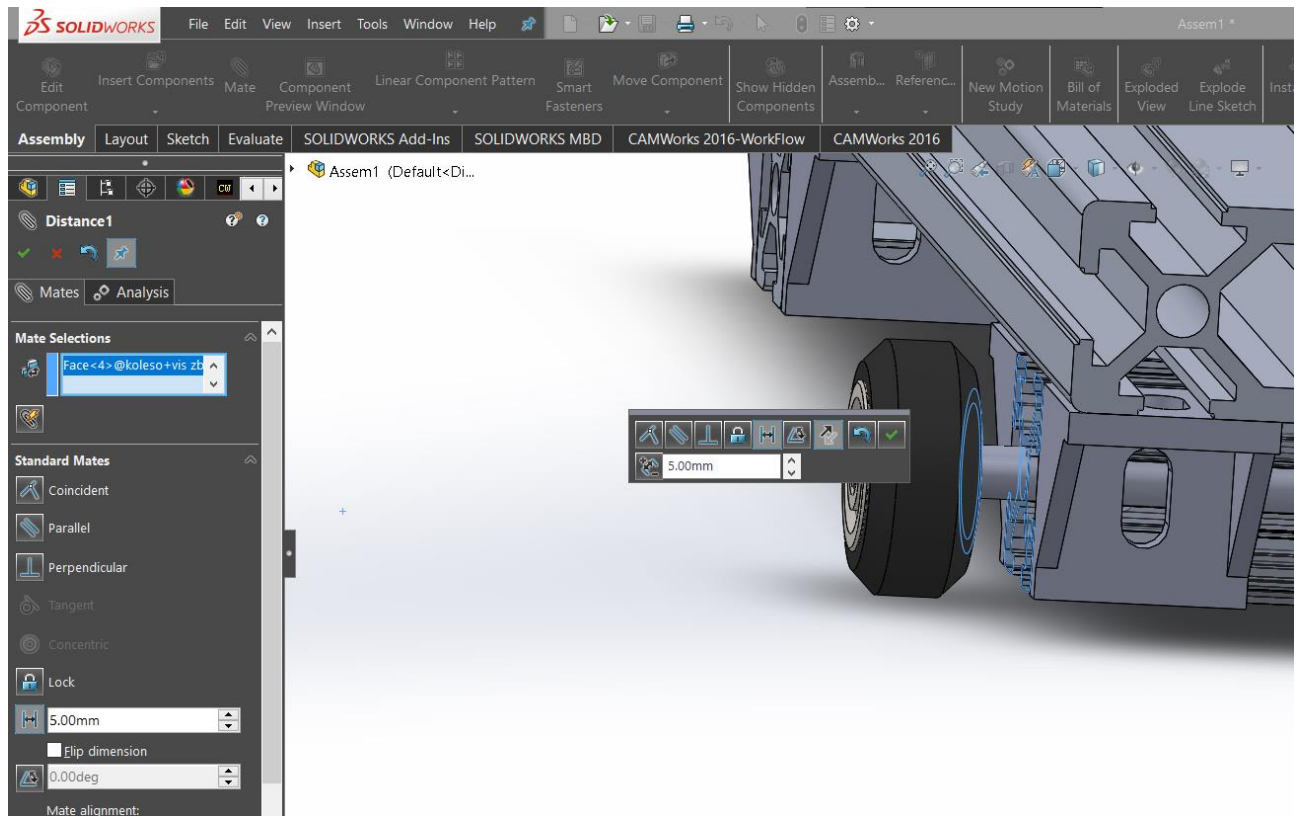 SOLIDWORKS File Edit View Insert Tools Window Help Assem1 *
Edit Component
Insert Components
Mate
Component Preview Window
Linear Compo nent Pattern
Smart Fasteners
Move Component
Show Hidden Components
Assemb...
Referenc...
New Motion Study
Bill of Materials
Exploded View
Explode Line Sketch
Insta
Assembly Layout Sketch Evaluate SOLIDWORKS Add-Ins SOLIDWORKS MBD CAMWorks 2016-WorkFlow CAMWorks 2016
CW
Assem1 (Default<Di...
Distance1
Mates Analysis
Mate Selections
Face<4>@koleso+vis zb
Standard Mates
Coincident
Parallel
Perpendicular
Tangent
Concentric
Lock
5.00mm
Flip dimension
0.00deg
Mate alignment:
5.00mm